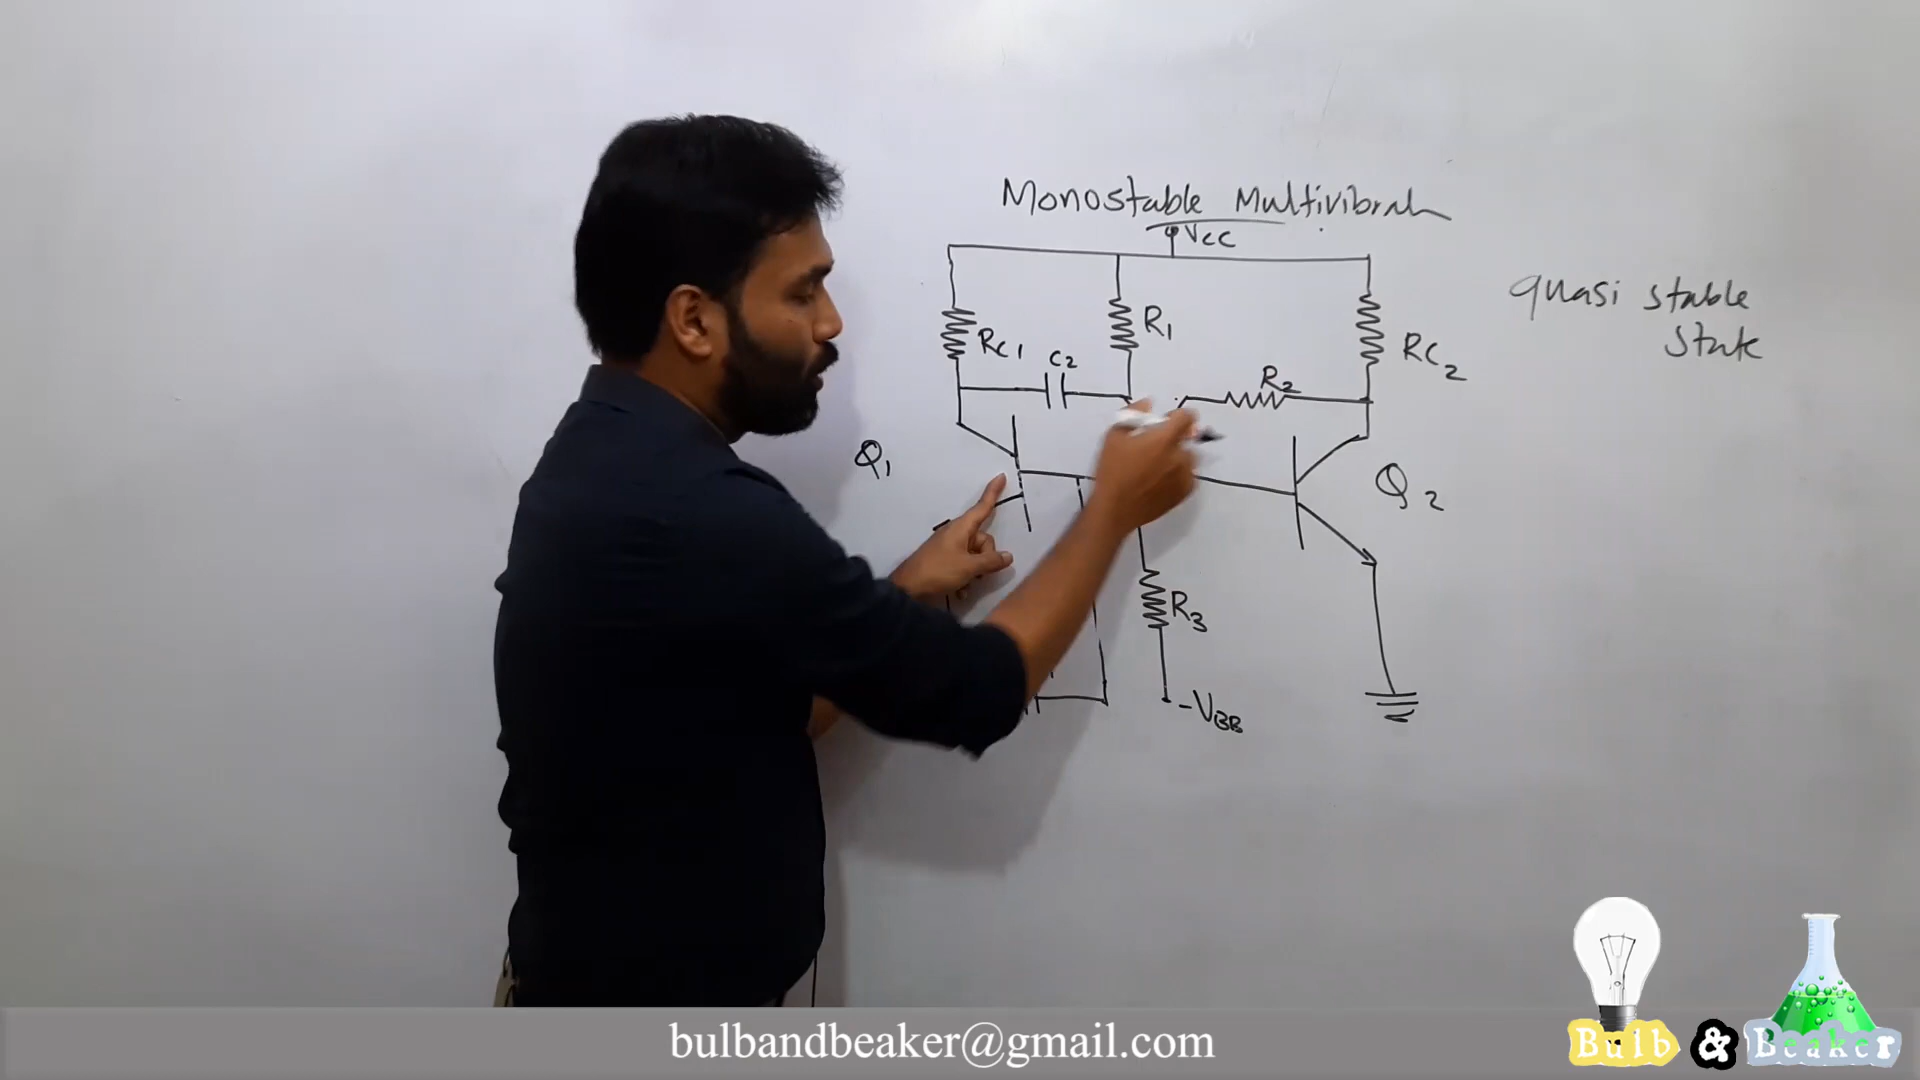 Monostable Multivibrah
VCC
quasi stable
state
RC1
C2
R1
R2
RC2
Q1
Q2
R3
-VBB
bulbandbeaker@gmail.com
Bulb & Beaker